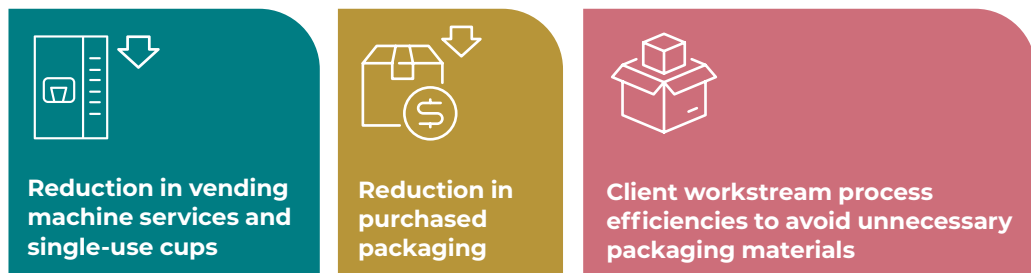 Reduction in vending
machine services and
single-use cups
$
Reduction in
purchased
packaging
Client workstream process
efficiencies to avoid unnecessary
packaging materials